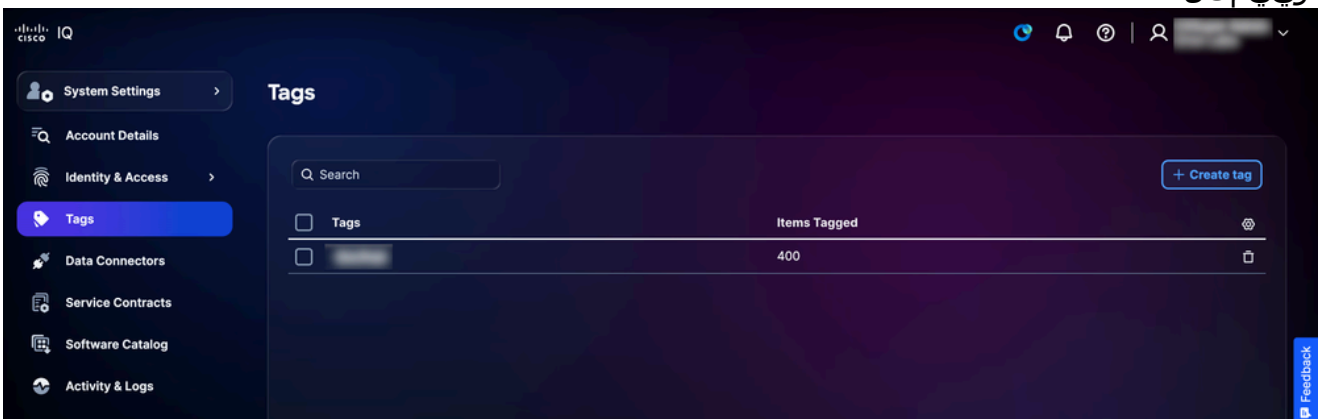 cisco IQ
System Settings
Tags
Account Details
Identity & Access
Search
+ Create tag
Tags
Tags
Items Tagged
400
Data Connectors
Service Contracts
Software Catalog
Activity & Logs
Feedback